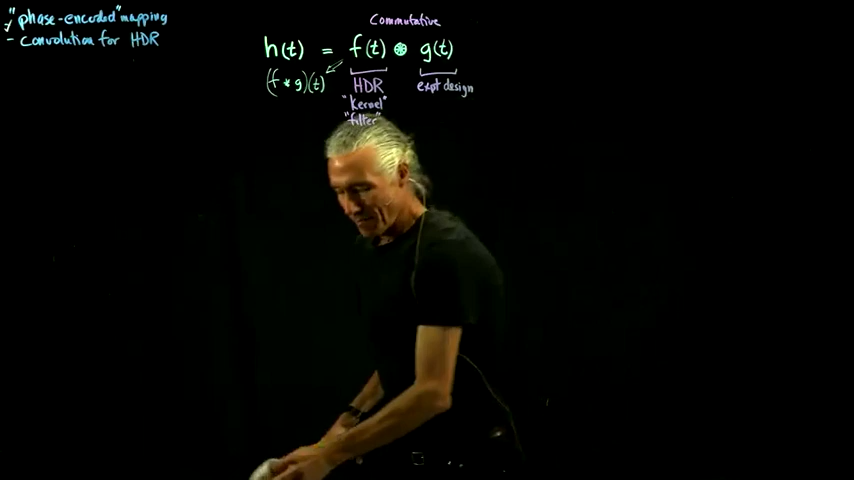 "phase-encoded" mapping
- Convolution for HDR
Commutative
h(t) = f(t) ⊛ g(t)
(f * g)(t)
HDR
expt design
"kernel"
"filter"